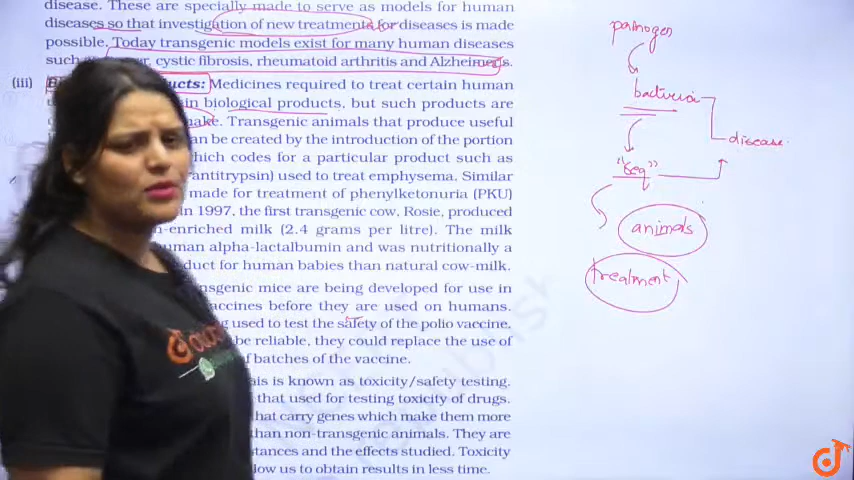 disease. These are specially made to serve as models for human
diseases so that investigation of new treatments for diseases is made
possible. Today transgenic models exist for many human diseases
such cystic fibrosis, rheumatoid arthritis and Alzheimer's.
(iii) Medicines required to treat certain human
biological products, but such products are
make. Transgenic animals that produce useful
an be created by the introduction of the portion
hich codes for a particular product such as
antitrypsin) used to treat emphysema. Similar
made for treatment of phenylketonuria (PKU)
In 1997, the first transgenic cow, Rosie, produced
-enriched milk (2.4 grams per litre). The milk
uman alpha-lactalbumin and was nutritionally a
duct for human babies than natural cow-milk.
nsgenic mice are being developed for use in
accines before they are used on humans.
g used to test the safety of the polio vaccine.
be reliable, they could replace the use of
of batches of the vaccine.
is is known as toxicity/safety testing.
that used for testing toxicity of drugs.
that carry genes which make them more
than non-transgenic animals. They are
stances and the effects studied. Toxicity
low us to obtain results in less time.
pathogen
bacteria
disease.
"seq"
animals
treatment